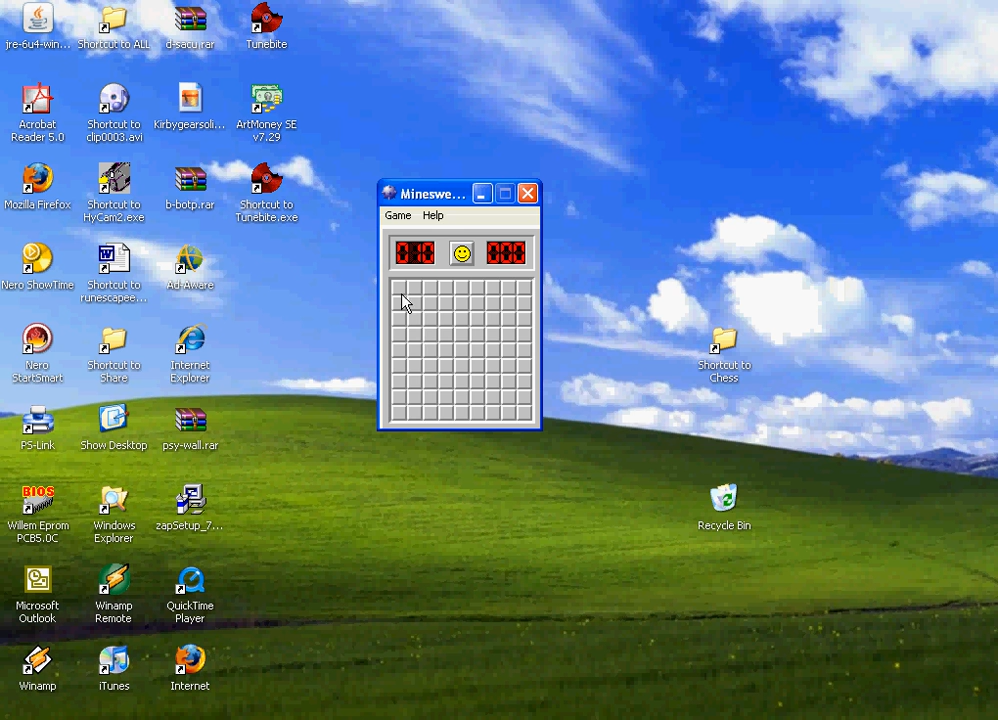 jre-6u4-win...
Shortcut to ALL
d-sacu.rar
Tunebite
Acrobat
Reader 5.0
Shortcut to
clip0003.avi
Kirbygearsoli...
ArtMoney SE
v7.29
Mozilla Firefox
Shortcut to
HyCam2.exe
b-botp.rar
Shortcut to
Tunebite.exe
Mineswe...
Game Help
010 000
Nero ShowTime
Shortcut to
runescapee...
Ad-Aware
Nero
StartSmart
Shortcut to
Share
Internet
Explorer
Shortcut to
Chess
PS-Link
Show Desktop
psy-wall.rar
BIOS
Willem Eprom
PCB5.0C
Windows
Explorer
zapSetup_7...
Recycle Bin
Microsoft
Outlook
Winamp
Remote
QuickTime
Player
Winamp
iTunes
Internet